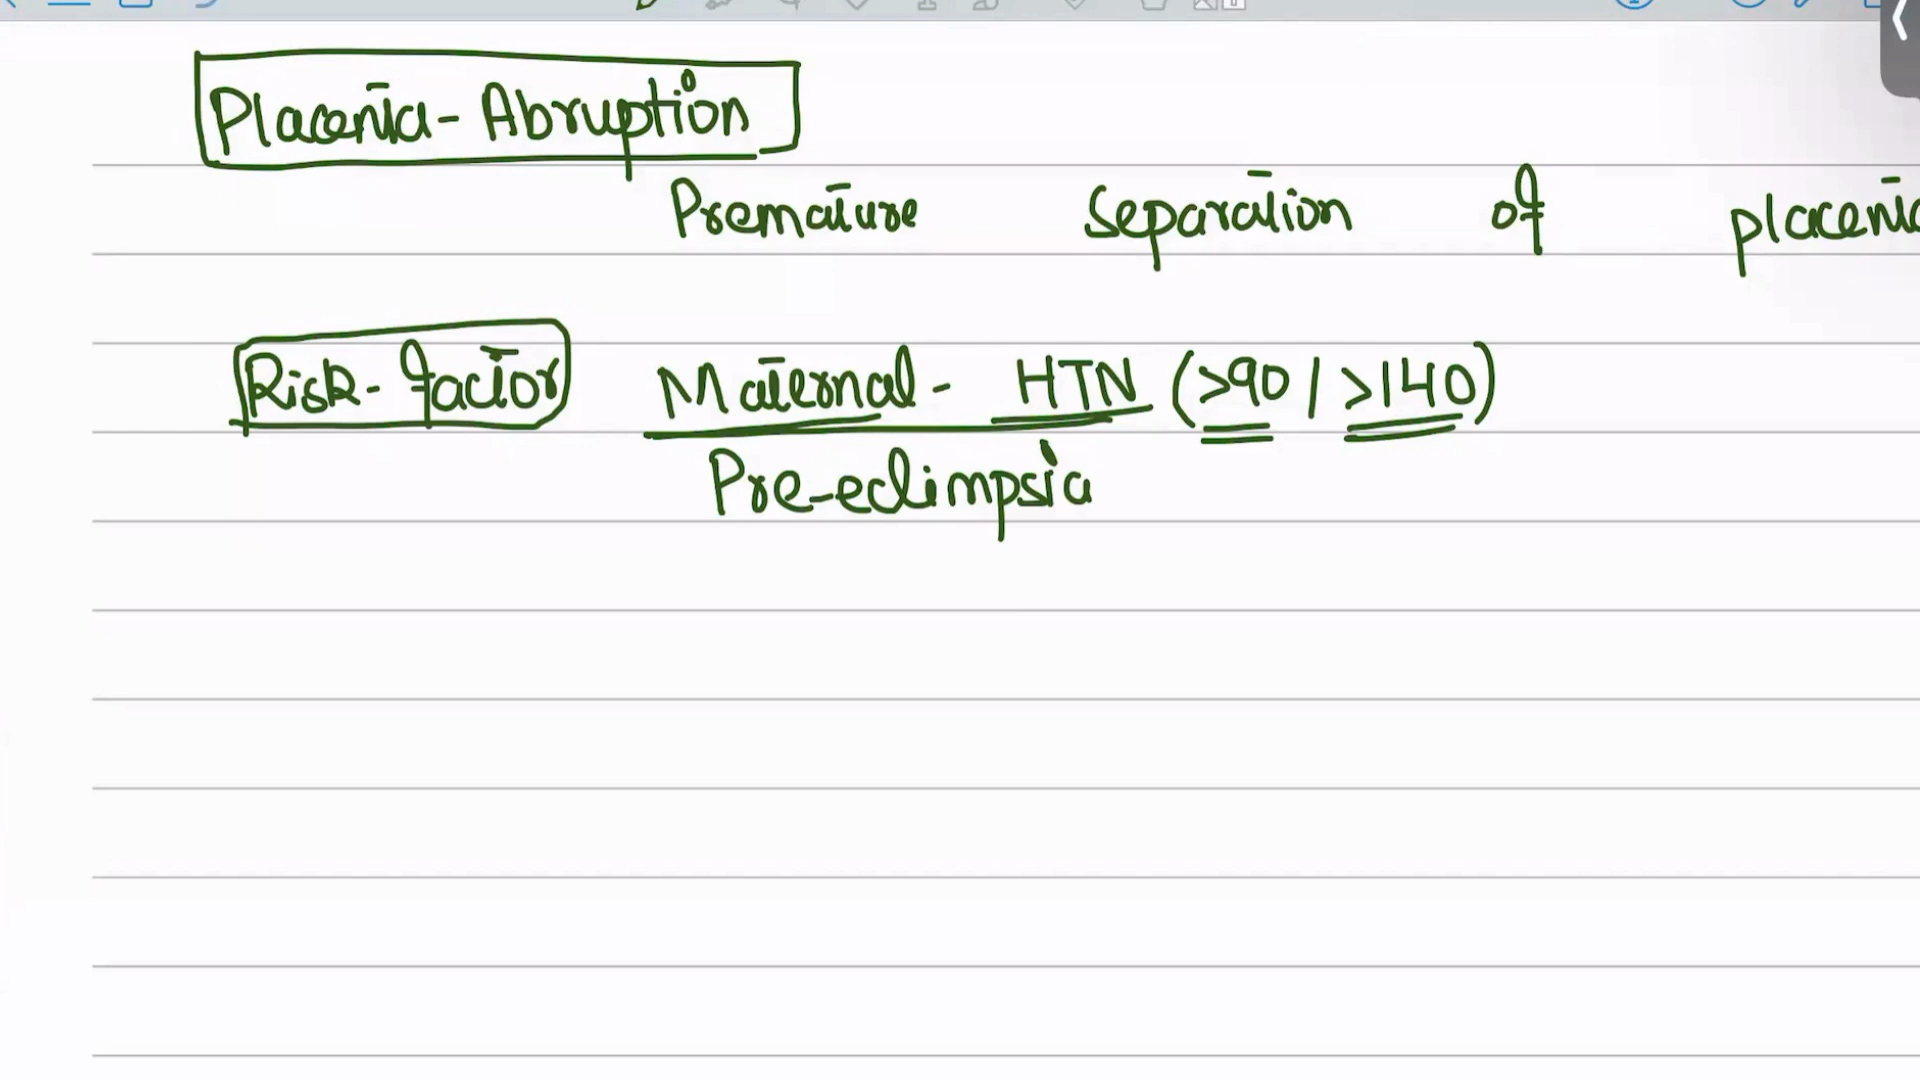 Placenta - Abruption
Premature Separation of placenta
Risk - factor Maternal - HTN (>90 / >140)
Pre-eclimpsia